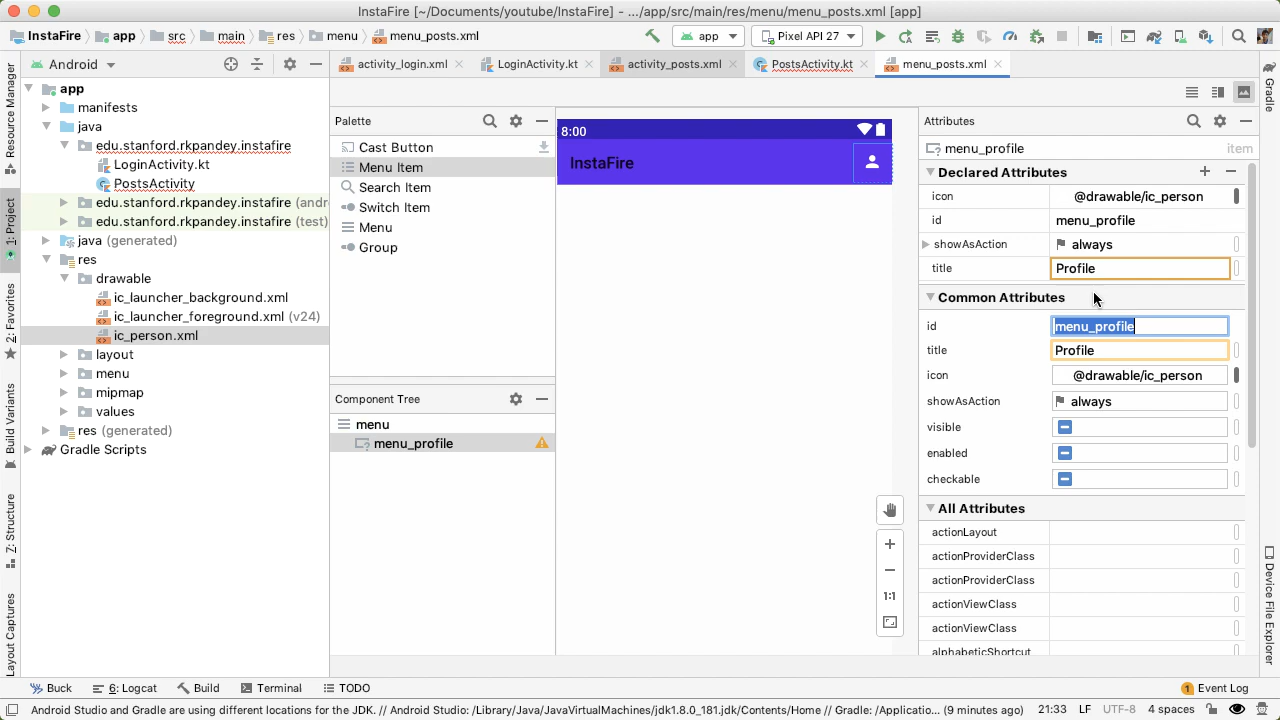 InstaFire [~/Documents/youtube/InstaFire] - .../app/src/main/res/menu/menu_posts.xml [app]
InstaFire app src main res menu menu_posts.xml app Pixel API 27
Android activity_login.xml LoginActivity.kt activity_posts.xml PostsActivity.kt menu_posts.xml
Resource Manager
1: Project
2: Favorites
Build Variants
Z: Structure
Layout Captures
app
manifests
java
edu.stanford.rkpandey.instafire
LoginActivity.kt
PostsActivity
edu.stanford.rkpandey.instafire (andr
edu.stanford.rkpandey.instafire (test)
java (generated)
res
drawable
ic_launcher_background.xml
ic_launcher_foreground.xml (v24)
ic_person.xml
layout
menu
mipmap
values
res (generated)
Gradle Scripts
Palette
Cast Button
Menu Item
Search Item
Switch Item
Menu
Group
Component Tree
menu
menu_profile
8:00
InstaFire
1:1
Attributes
menu_profile item
Declared Attributes
icon @drawable/ic_person
id menu_profile
showAsAction always
title Profile
Common Attributes
id menu_profile
title Profile
icon @drawable/ic_person
showAsAction always
visible
enabled
checkable
All Attributes
actionLayout
actionProviderClass
actionProviderClass
actionViewClass
actionViewClass
alphabeticShortcut
Gradle
Device File Explorer
Buck 6: Logcat Build Terminal TODO 1 Event Log
Android Studio and Gradle are using different locations for the JDK. // Android Studio: /Library/Java/JavaVirtualMachines/jdk1.8.0_181.jdk/Contents/Home // Gradle: /Applicatio... (9 minutes ago) 21:33 LF UTF-8 4 spaces